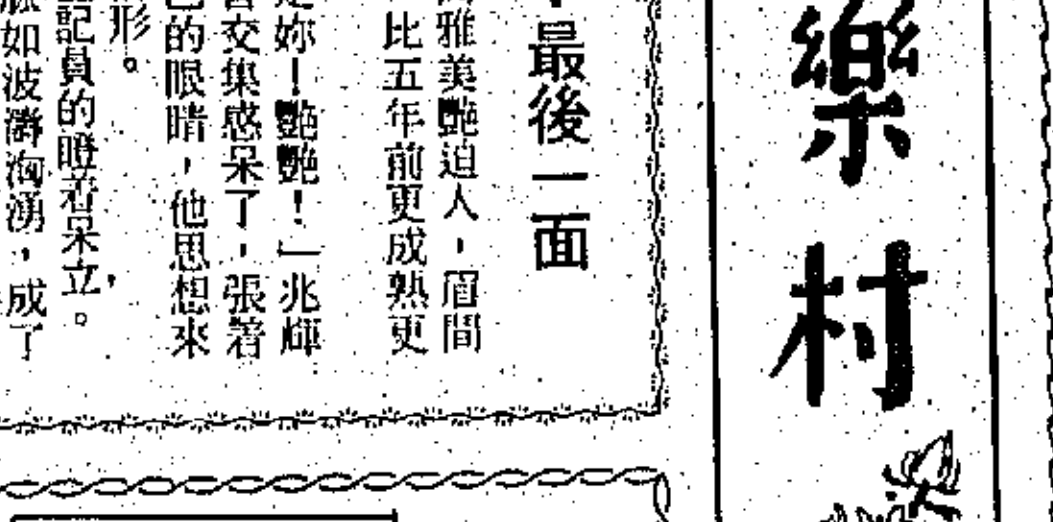 樂村
最後一面
雅美艷迫人，眉間
比五年前更成熟更
妳！艷艷！」兆輝
交集惑呆了，張着
的眼睛，他思想來
形。
記員的瞪着呆立。
如波濤洶湧，成了